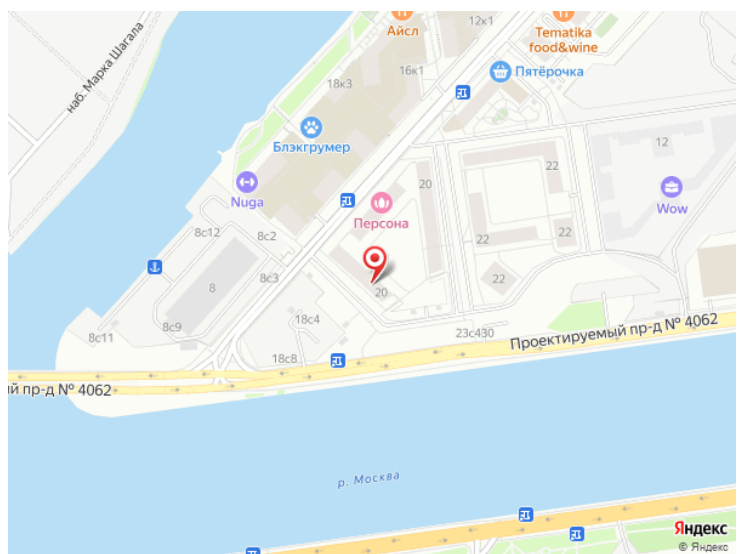 Айсл
12к1
Tematika
food&wine
наб. Марка Шагала
16к1
Пятёрочка
18к3
Блэкгрумер
12
20
22
Nuga
Персона
Wow
8с12
8с2
22
22
8с3
8
22
20
18с4
8с9
8с11
23с430
Проектируемый пр-д № 4062
18с8
ый пр-д № 4062
р. Москва
Яндекс
© Яндекс